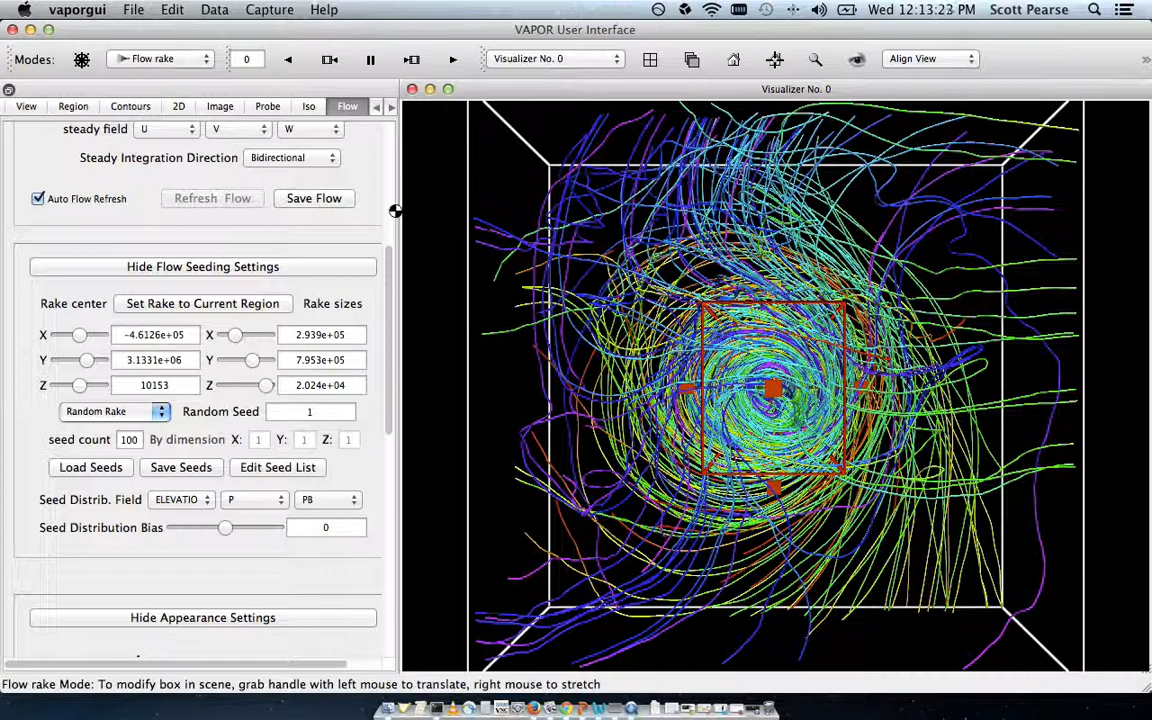 vaporgui File Edit Data Capture Help Wed 12:13:23 PM Scott Pearse
VAPOR User Interface
Modes: Flow rake 0 Visualizer No. 0 Align View
Visualizer No. 0
View Region Contours 2D Image Probe Iso Flow
steady field U V W
Steady Integration Direction Bidirectional
Auto Flow Refresh Refresh Flow Save Flow
Hide Flow Seeding Settings
Rake center Set Rake to Current Region Rake sizes
X -4.6126e+05 X 2.939e+05
Y 3.1331e+06 Y 7.953e+05
Z 10153 Z 2.024e+04
Random Rake Random Seed 1
seed count 100 By dimension X: 1 Y: 1 Z: 1
Load Seeds Save Seeds Edit Seed List
Seed Distrib. Field ELEVATIO P PB
Seed Distribution Bias 0
Hide Appearance Settings
Flow rake Mode: To modify box in scene, grab handle with left mouse to translate, right mouse to stretch